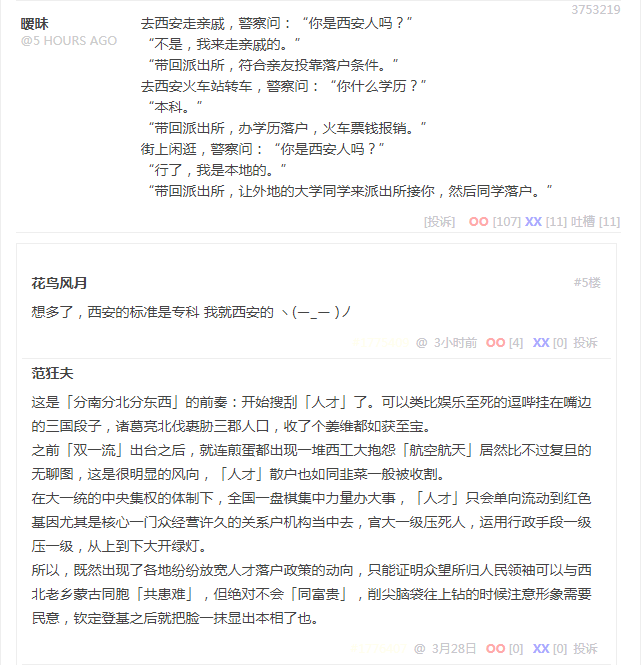 3753219
暧昧
@5 HOURS AGO
去西安走亲戚，警察问：“你是西安人吗？”
“不是，我来走亲戚的。”
“带回派出所，符合亲友投靠落户条件。”
去西安火车站转车，警察问：“你什么学历？”
“本科。”
“带回派出所，办学历落户，火车票钱报销。”
街上闲逛，警察问：“你是西安人吗？”
“行了，我是本地的。”
“带回派出所，让外地的大学同学来派出所接你，然后同学落户。”
[投诉] OO [107] XX [11] 吐槽 [11]
花鸟风月 #5楼
想多了，西安的标准是专科 我就西安的 ヽ(ー_ー )ノ
@ 3小时前 OO [4] XX [0] 投诉
范狂夫
这是「分南分北分东西」的前奏：开始搜刮「人才」了。可以类比娱乐至死的逗哔挂在嘴边
的三国段子，诸葛亮北伐裹胁三郡人口，收了个姜维都如获至宝。
之前「双一流」出台之后，就连煎蛋都出现一堆西工大抱怨「航空航天」居然比不过复旦的
无聊图，这是很明显的风向，「人才」散户也如同韭菜一般被收割。
在大一统的中央集权的体制下，全国一盘棋集中力量办大事，「人才」只会单向流动到红色
基因尤其是核心一门众经营许久的关系户机构当中去，官大一级压死人，运用行政手段一级
压一级，从上到下大开绿灯。
所以，既然出现了各地纷纷放宽人才落户政策的动向，只能证明众望所归人民领袖可以与西
北老乡蒙古同胞「共患难」，但绝对不会「同富贵」，削尖脑袋往上钻的时候注意形象需要
民意，钦定登基之后就把脸一抹显出本相了也。
@ 3月28日 OO [0] XX [0] 投诉